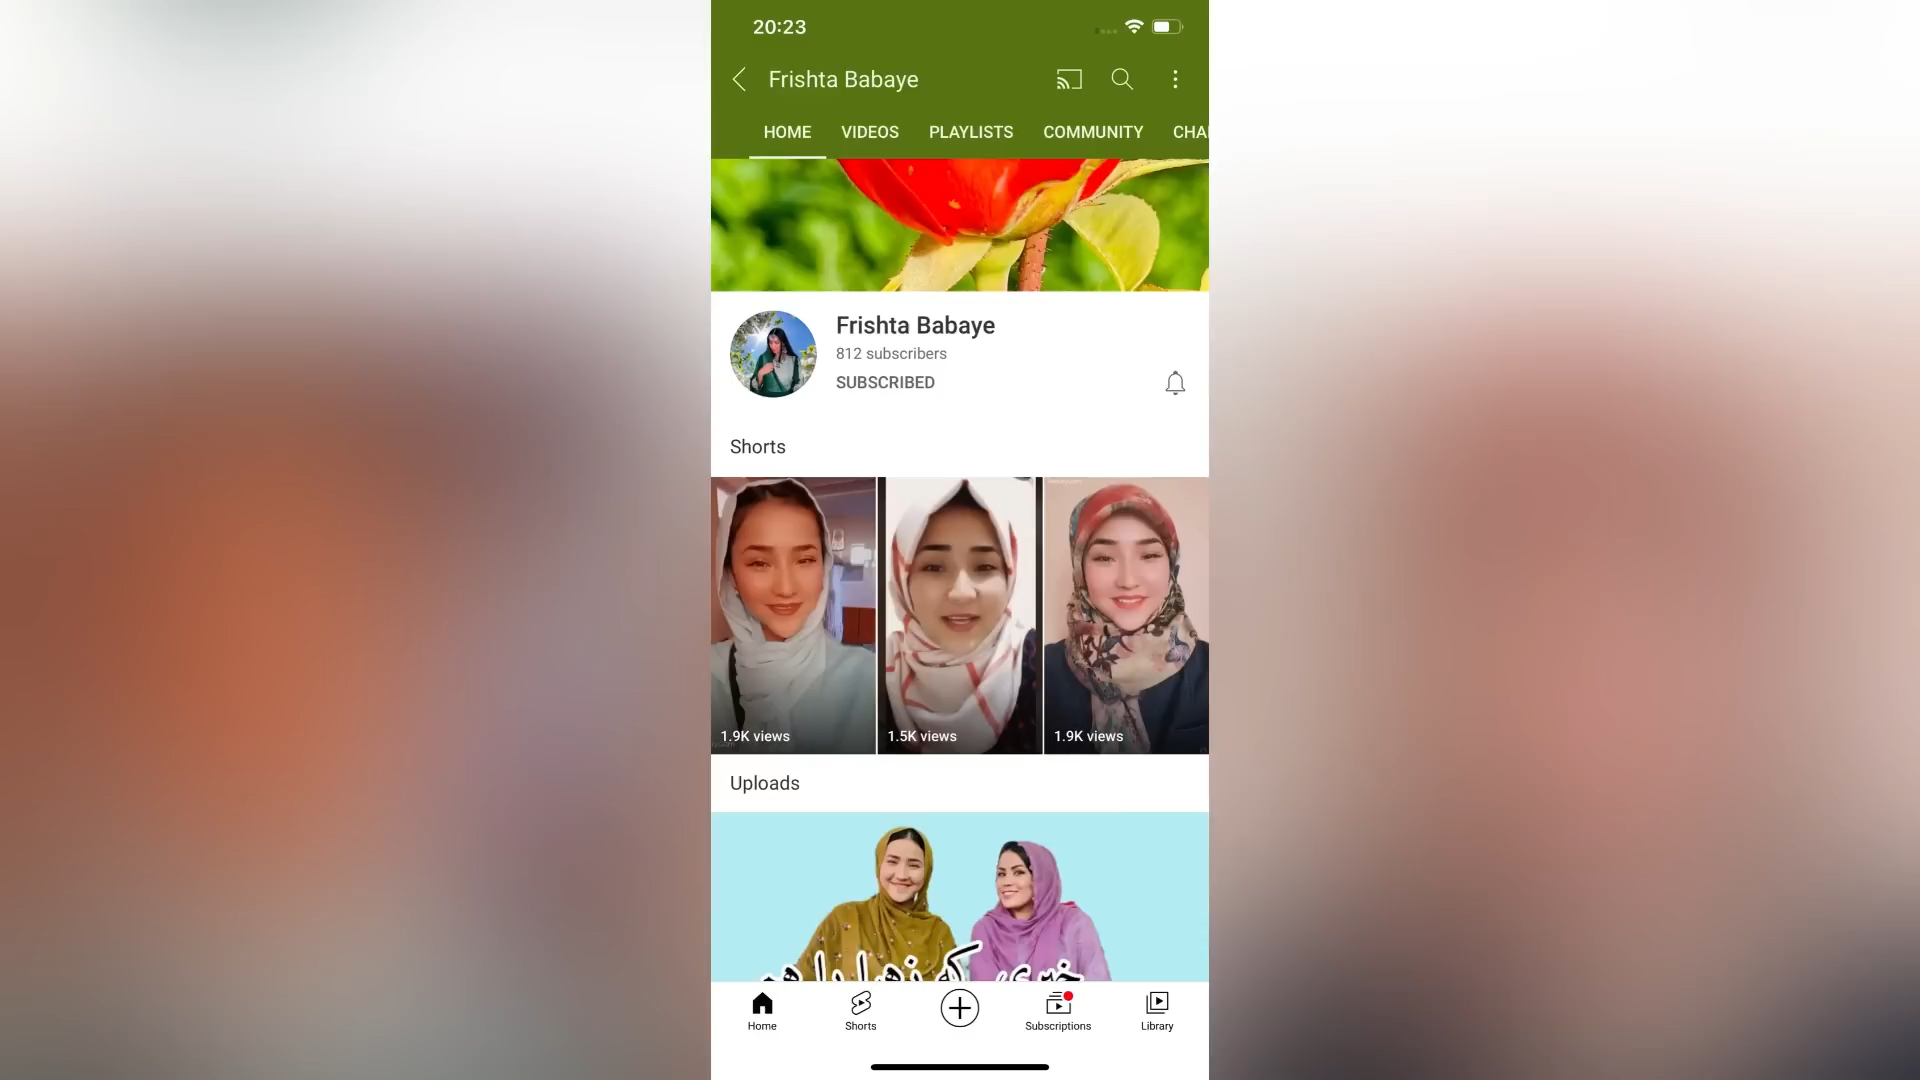 20:23
Frishta Babaye
HOME VIDEOS PLAYLISTS COMMUNITY CHA
Frishta Babaye
812 subscribers
SUBSCRIBED
Shorts
1.9K views 1.5K views 1.9K views
Uploads
Home Shorts Subscriptions Library